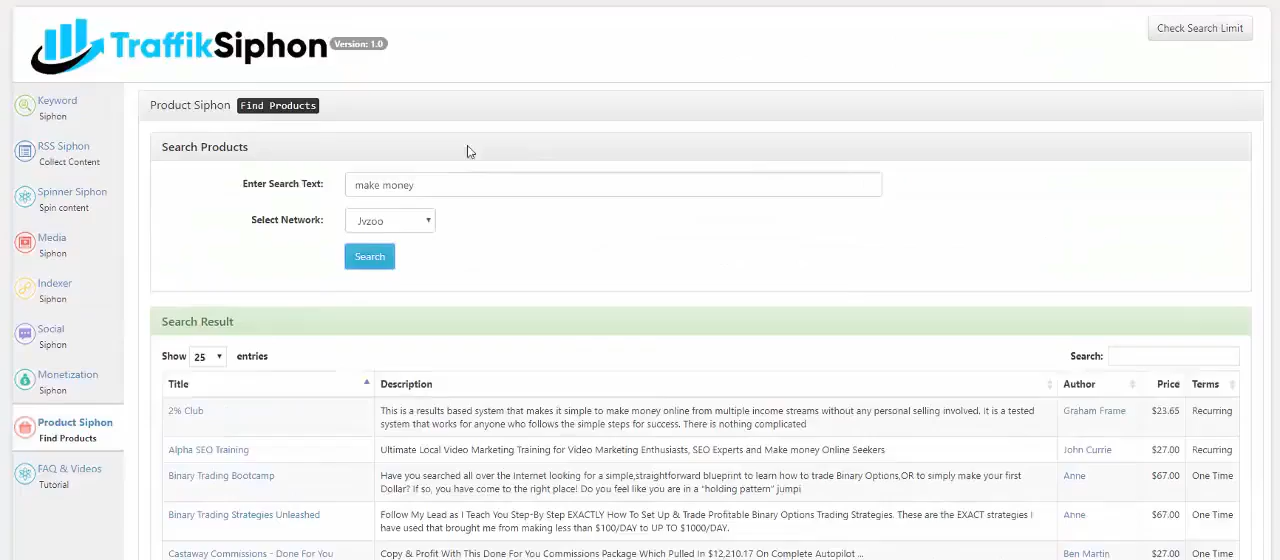 TraffikSiphon Version: 1.0
Check Search Limit
Keyword
Siphon
RSS Siphon
Collect Content
Spinner Siphon
Spin content
Media
Siphon
Indexer
Siphon
Social
Siphon
Monetization
Siphon
Product Siphon
Find Products
FAQ & Videos
Tutorial
Product Siphon Find Products
Search Products
Enter Search Text: make money
Select Network: Jvzoo
Search
Search Result
Show 25 entries Search:
Title Description Author Price Terms
2% Club This is a results based system that makes it simple to make money online from multiple income streams without any personal selling involved. It is a tested Graham Frame $23.65 Recurring
system that works for anyone who follows the simple steps for success. There is nothing complicated
Alpha SEO Training Ultimate Local Video Marketing Training for Video Marketing Enthusiasts, SEO Experts and Make money Online Seekers John Currie $27.00 Recurring
Binary Trading Bootcamp Have you searched all over the Internet looking for a simple,straightforward blueprint to learn how to trade Binary Options,OR to simply make your first Anne $67.00 One Time
Dollar? If so, you have come to the right place! Do you feel like you are in a "holding pattern" jumpi
Binary Trading Strategies Unleashed Follow My Lead as I Teach You Step-By Step EXACTLY How To Set Up & Trade Profitable Binary Options Trading Strategies. These are the EXACT strategies I Anne $67.00 One Time
have used that brought me from making less than $100/DAY to UP TO $1000/DAY.
Castaway Commissions - Done For You Copy & Profit With This Done For You Commissions Package Which Pulled In $12,210.17 On Complete Autopilot ... Ben Martin $27.00 One Time